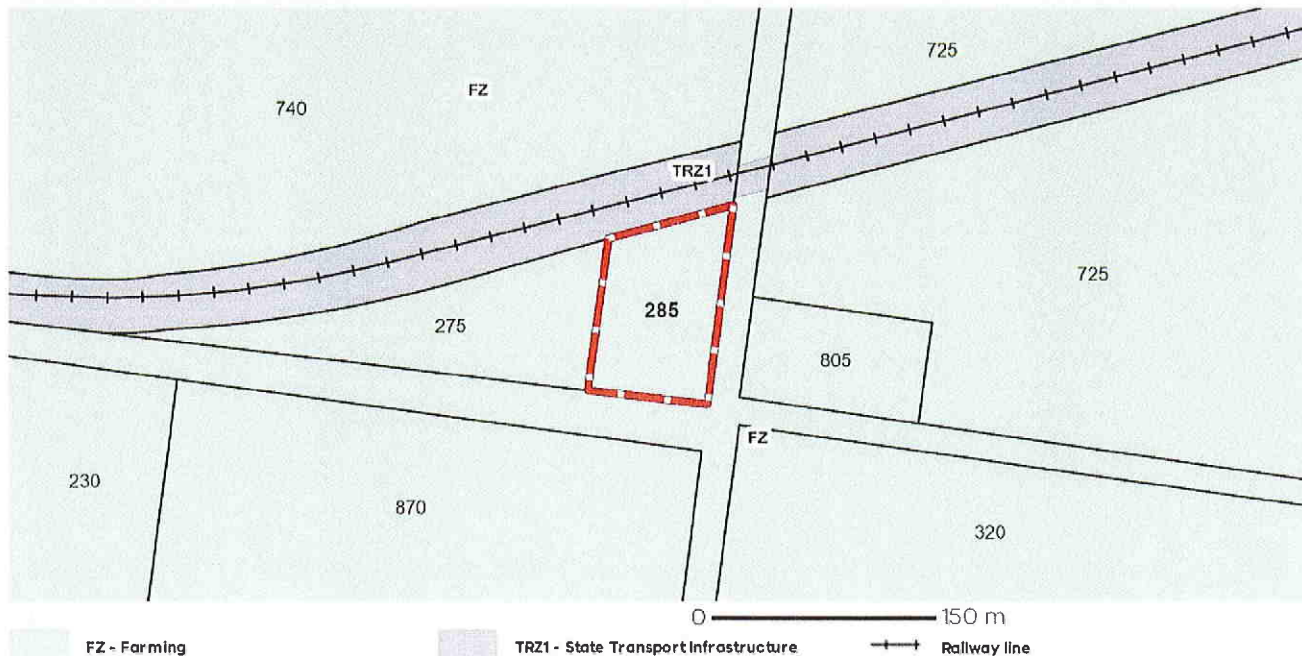 725
FZ
740
TRZ1
725
285
275
805
FZ
230
870
320
0 150 m
FZ - Farming TRZ1 - State Transport Infrastructure Railway line